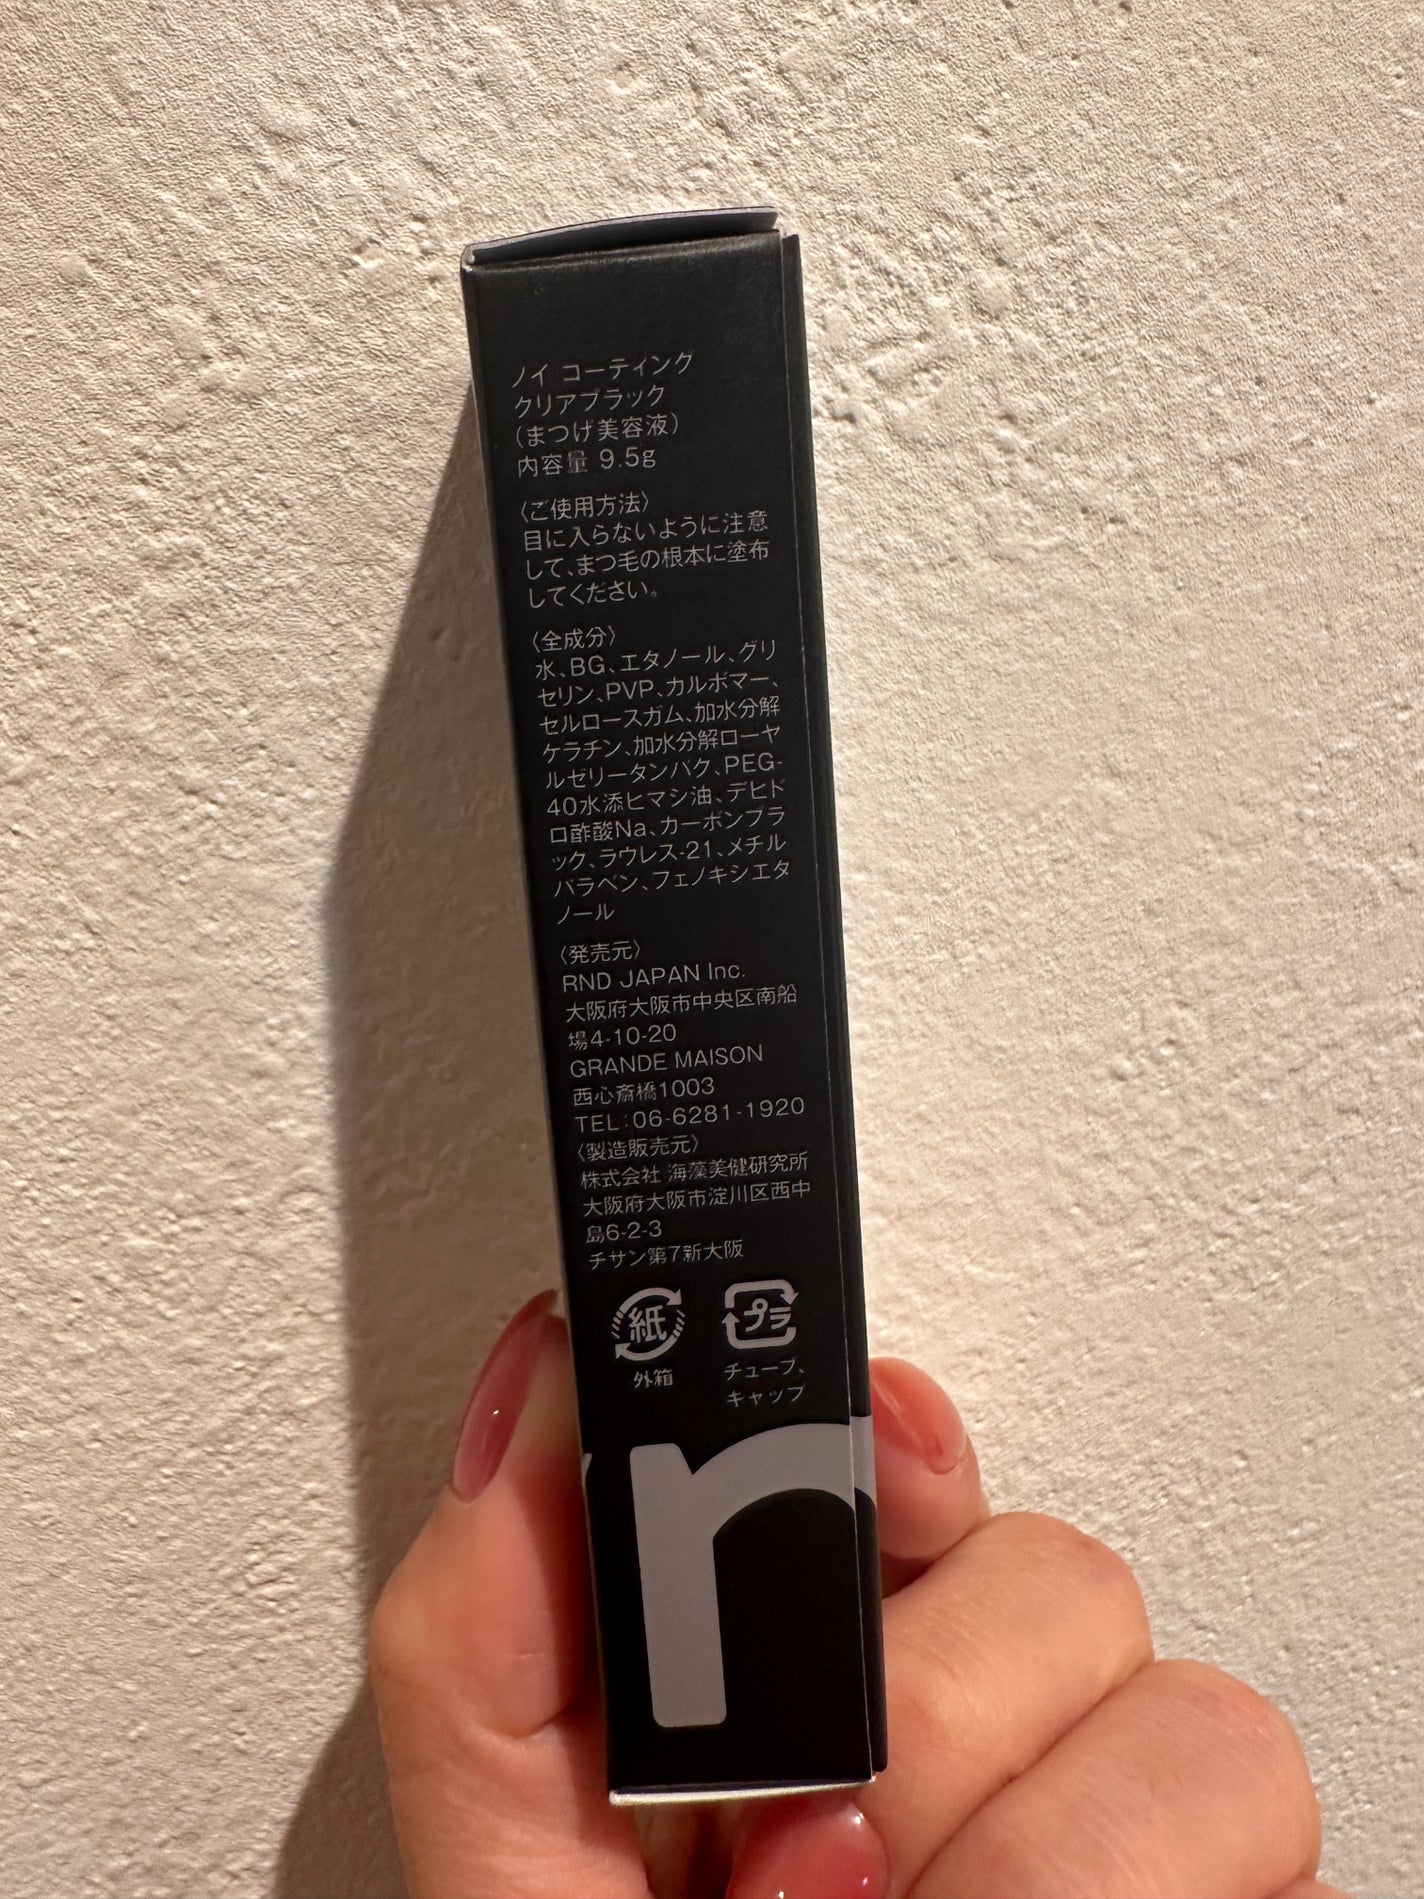 ノイ コーティング
クリアブラック
（まつげ美容液）
内容量 9.5g
〈ご使用方法〉
目に入らないように注意
して、まつ毛の根本に塗布
してください。
〈全成分〉
水、BG、エタノール、グリ
セリン、PVP、カルボマー、
セルロースガム、加水分解
ケラチン、加水分解ローヤ
ルゼリータンパク、PEG-
40水添ヒマシ油、デヒド
ロ酢酸Na、カーボンブラ
ック、ラウレス-21、メチル
パラベン、フェノキシエタ
ノール
〈発売元〉
RND JAPAN Inc.
大阪府大阪市中央区南船
場4-10-20
GRANDE MAISON
西心斎橋1003
TEL:06-6281-1920
〈製造販売元〉
株式会社 海藻美健研究所
大阪府大阪市淀川区西中
島6-2-3
チサン第7新大阪
紙 プラ
外箱 チューブ、
キャップ
n